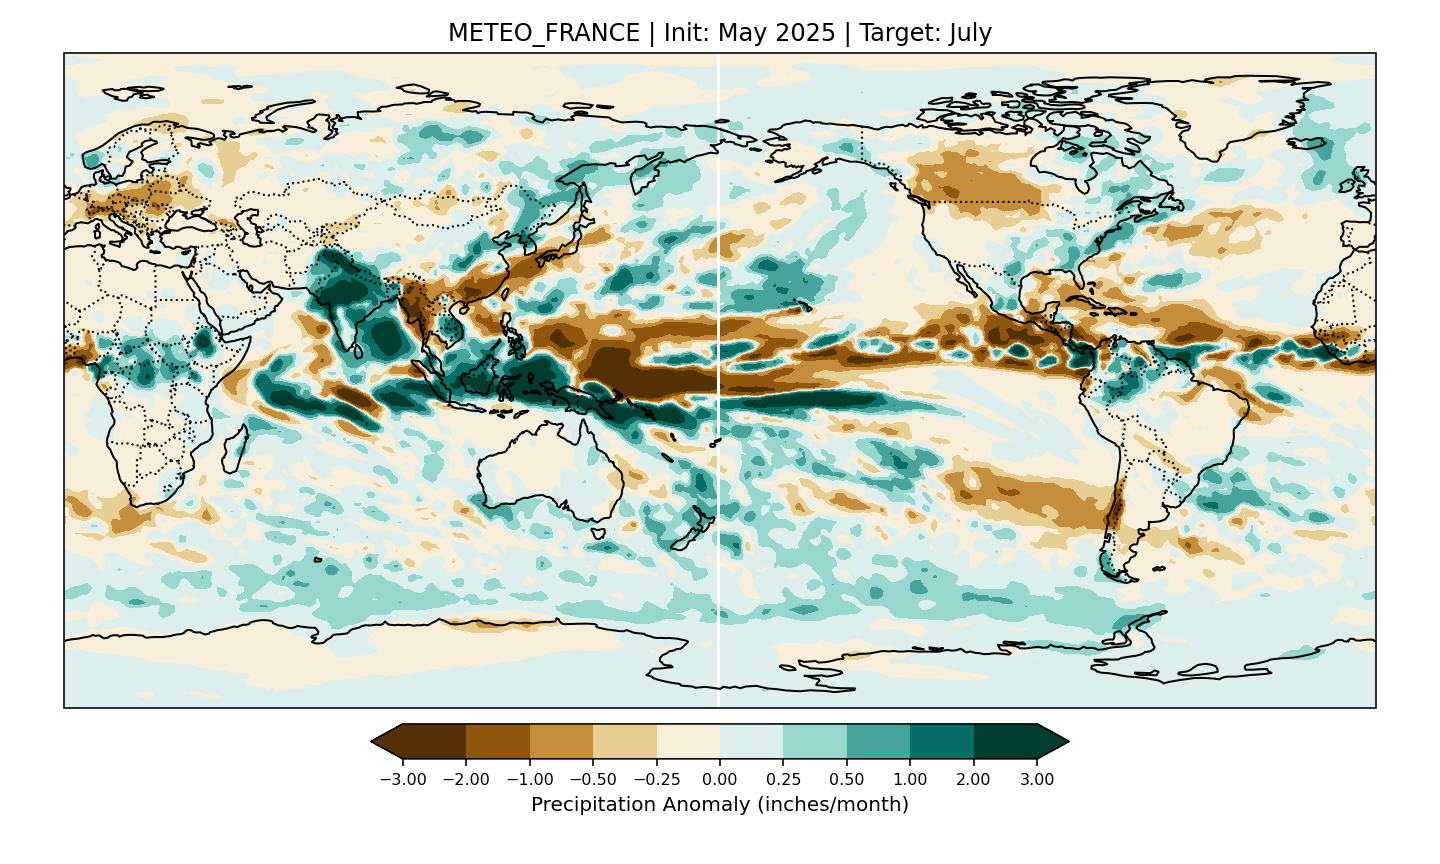 METEO_FRANCE | Init: May 2025 | Target: July
−3.00 −2.00 −1.00 −0.50 −0.25 0.00 0.25 0.50 1.00 2.00 3.00
Precipitation Anomaly (inches/month)